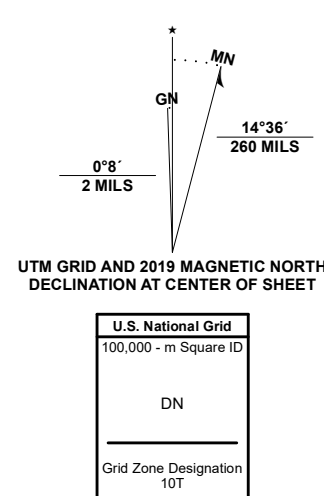 ★
MN
GN
14°36´
260 MILS
0°8´
2 MILS
UTM GRID AND 2019 MAGNETIC NORTH
DECLINATION AT CENTER OF SHEET
U.S. National Grid
100,000 - m Square ID
DN
Grid Zone Designation
10T